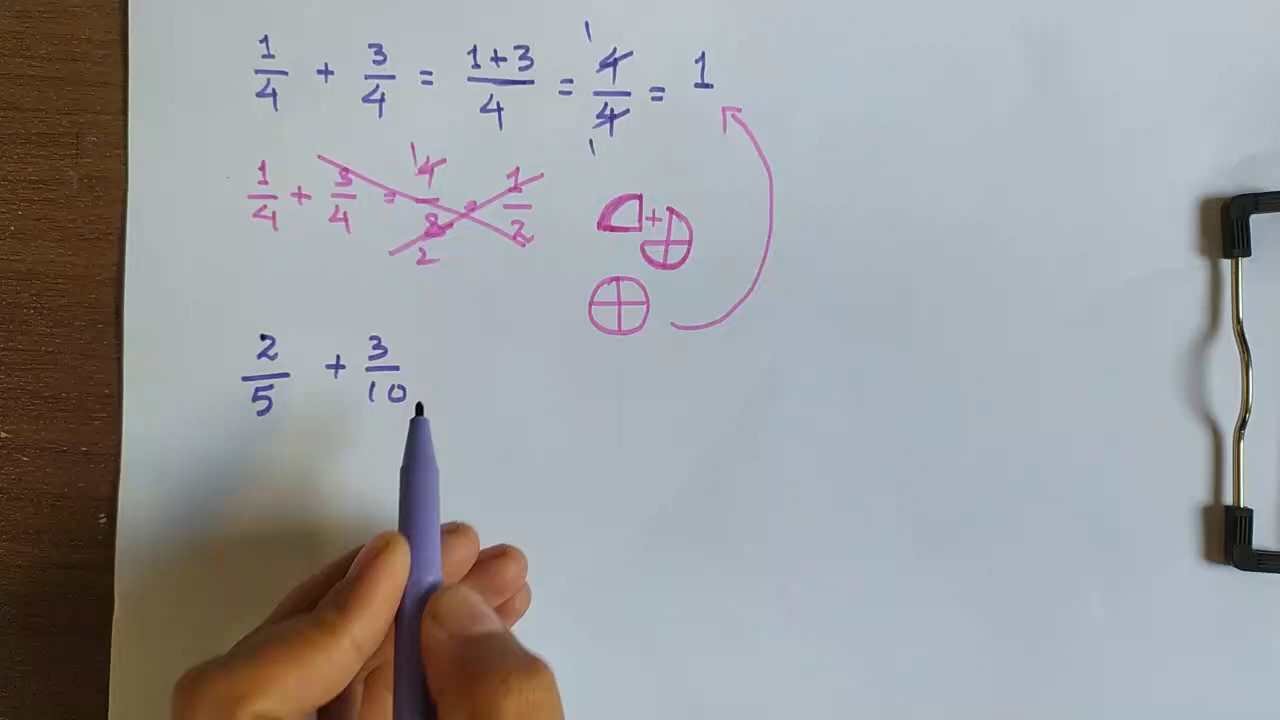 1/4 + 3/4 = 1+3/4 = 4/4 = 1
1/4 + 3/4 = 4/8 = 1/2
2/5 + 3/10